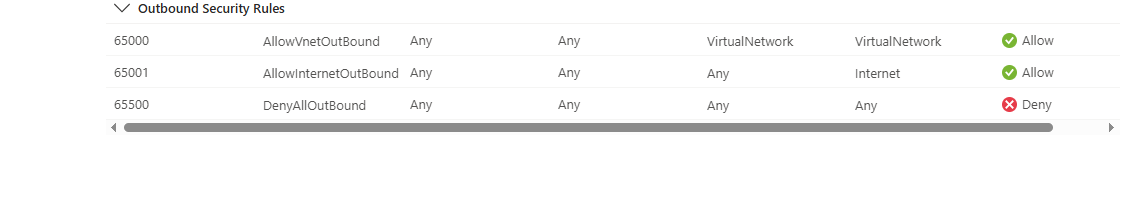 Outbound Security Rules
65000 AllowVnetOutBound Any Any VirtualNetwork VirtualNetwork Allow
65001 AllowInternetOutBound Any Any Any Internet Allow
65500 DenyAllOutBound Any Any Any Any Deny